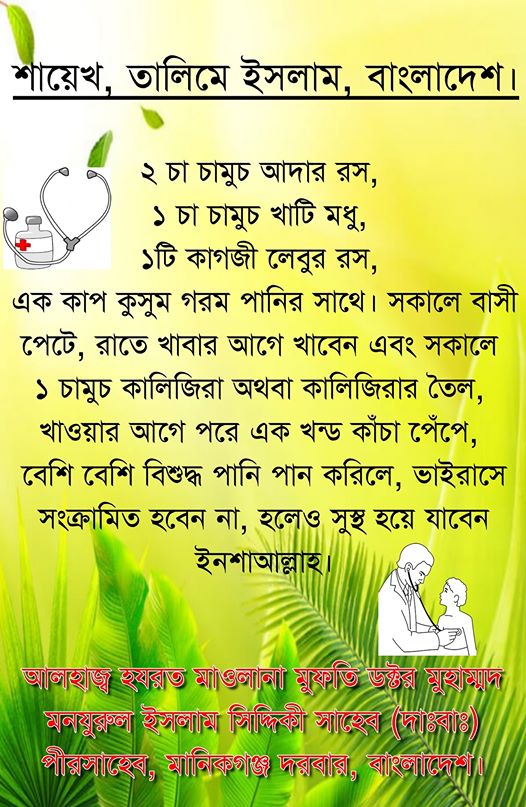 শায়েখ, তালিমে ইসলাম, বাংলাদেশ।
২ চা চামুচ আদার রস,
১ চা চামুচ খাটি মধু,
১টি কাগজী লেবুর রস,
এক কাপ কুসুম গরম পানির সাথে। সকালে বাসী
পেটে, রাতে খাবার আগে খাবেন এবং সকালে
১ চামুচ কালিজিরা অথবা কালিজিরার তৈল,
খাওয়ার আগে পরে এক খন্ড কাঁচা পেঁপে,
বেশি বেশি বিশুদ্ধ পানি পান করিলে, ভাইরাসে
সংক্রামিত হবেন না, হলেও সুস্থ হয়ে যাবেন
ইনশাআল্লাহ।
আলহাজ্ব হযরত মাওলানা মুফতি ডক্টর মুহাম্মদ
মনযুরুল ইসলাম সিদ্দিকী সাহেব (দাঃবাঃ)
পীরসাহেব, মানিকগঞ্জ দরবার, বাংলাদেশ।